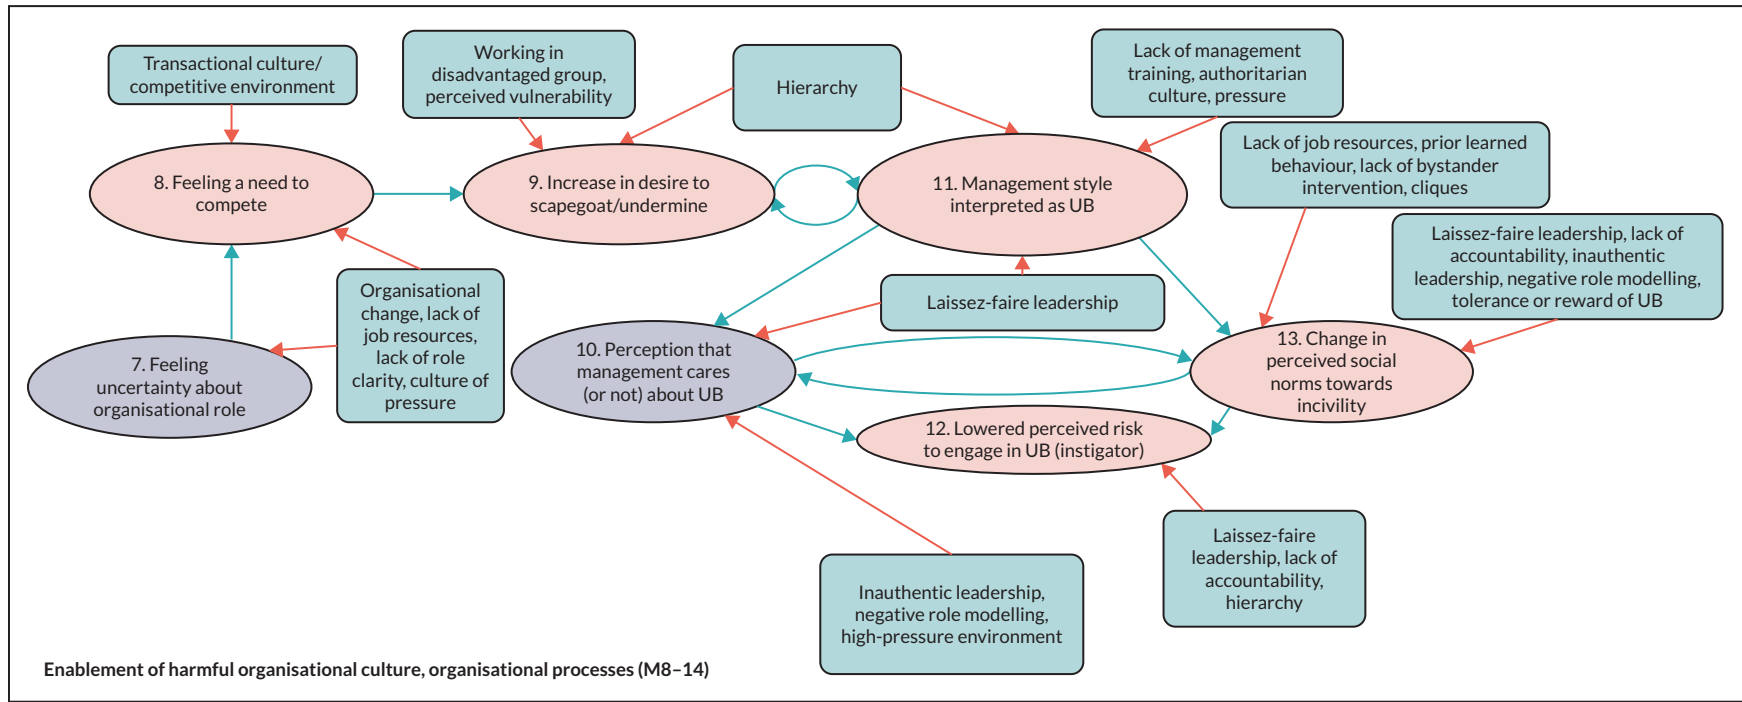 Transactional culture/
competitive environment
Working in
disadvantaged group,
perceived vulnerability
Hierarchy
Lack of management
training, authoritarian
culture, pressure
Lack of job resources, prior learned
behaviour, lack of bystander
intervention, cliques
8. Feeling a need to
compete
9. Increase in desire to
scapegoat/undermine
11. Management style
interpreted as UB
Laissez-faire leadership, lack of
accountability, inauthentic
leadership, negative role modelling,
tolerance or reward of UB
Organisational
change, lack of
job resources,
lack of role
clarity, culture of
pressure
Laissez-faire leadership
7. Feeling
uncertainty about
organisational role
10. Perception that
management cares
(or not) about UB
13. Change in
perceived social
norms towards
incivility
12. Lowered perceived risk
to engage in UB (instigator)
Laissez-faire
leadership, lack of
accountability,
hierarchy
Inauthentic leadership,
negative role modelling,
high-pressure environment
Enablement of harmful organisational culture, organisational processes (M8–14)